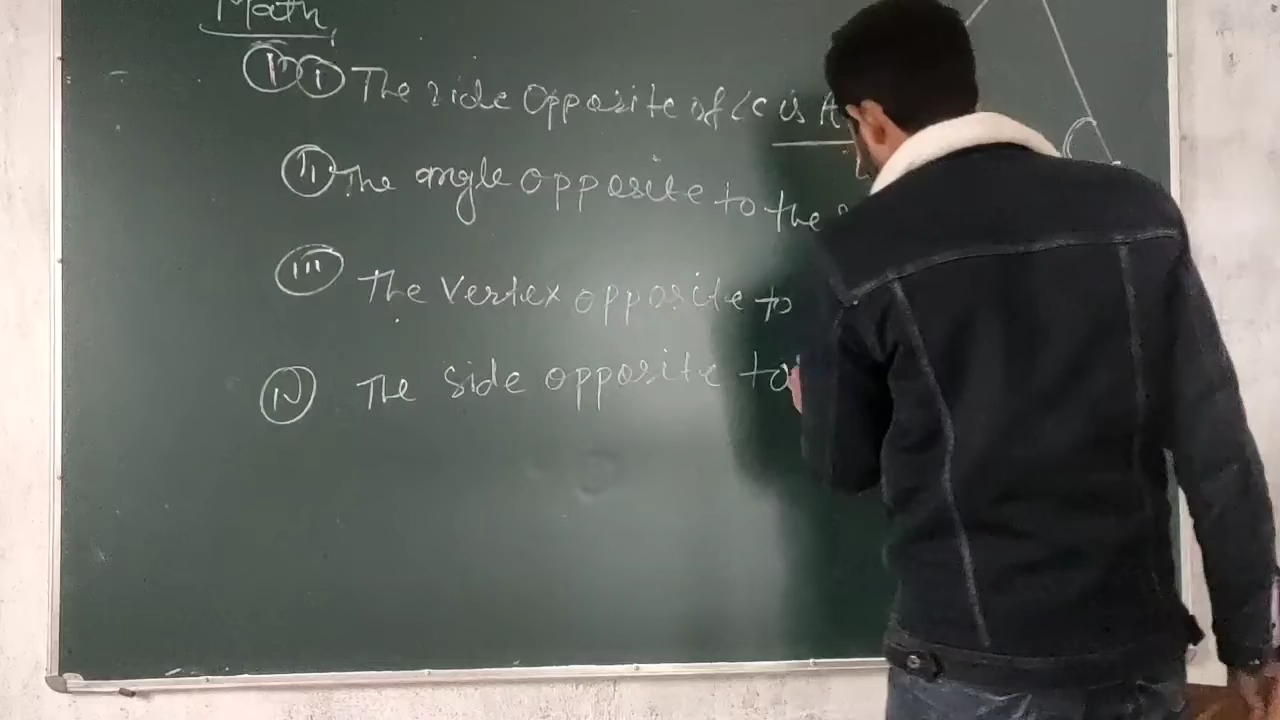 Math
1 i The side opposite of ∠C is A
ii The angle opposite to the
iii The Vertex opposite to
iv The side opposite to